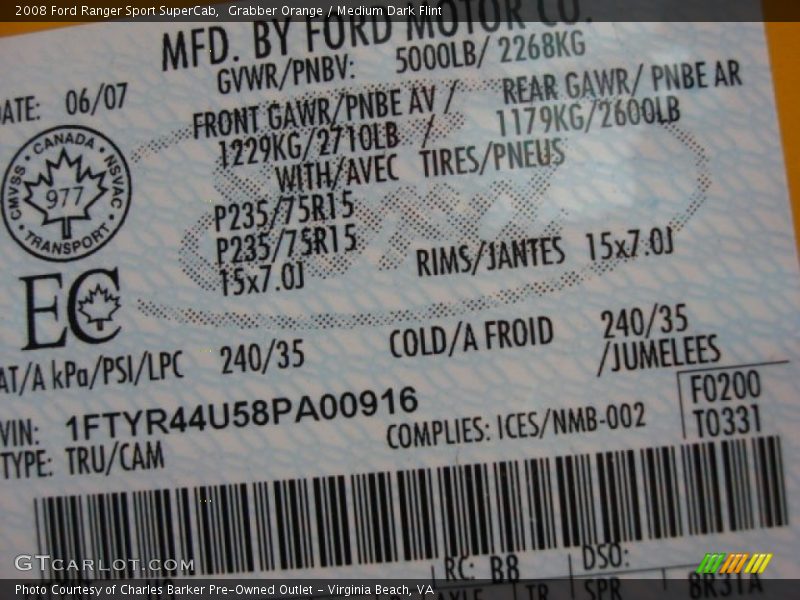 2008 Ford Ranger Sport SuperCab, Grabber Orange / Medium Dark Flint
MFD. BY FORD MOTOR CO.
DATE: 06/07
GVWR/PNBV: 5000LB/ 2268KG
FRONT GAWR/PNBE AV / REAR GAWR/ PNBE AR
1229KG/2710LB / 1179KG/2600LB
WITH/AVEC TIRES/PNEUS
P235/75R15
P235/75R15
15x7.0J RIMS/JANTES 15x7.0J
CANADA • NSVAC • TRANSPORT • CMVSS
977
EC
AT/A kPa/PSI/LPC 240/35 COLD/A FROID 240/35
/JUMELEES
VIN: 1FTYR44U58PA00916
F0200
T0331
TYPE: TRU/CAM COMPLIES: ICES/NMB-002
RC: B8 DSO:
AXLE TR SPR 8R3TA
GTCARLOT.COM
Photo Courtesy of Charles Barker Pre-Owned Outlet - Virginia Beach, VA